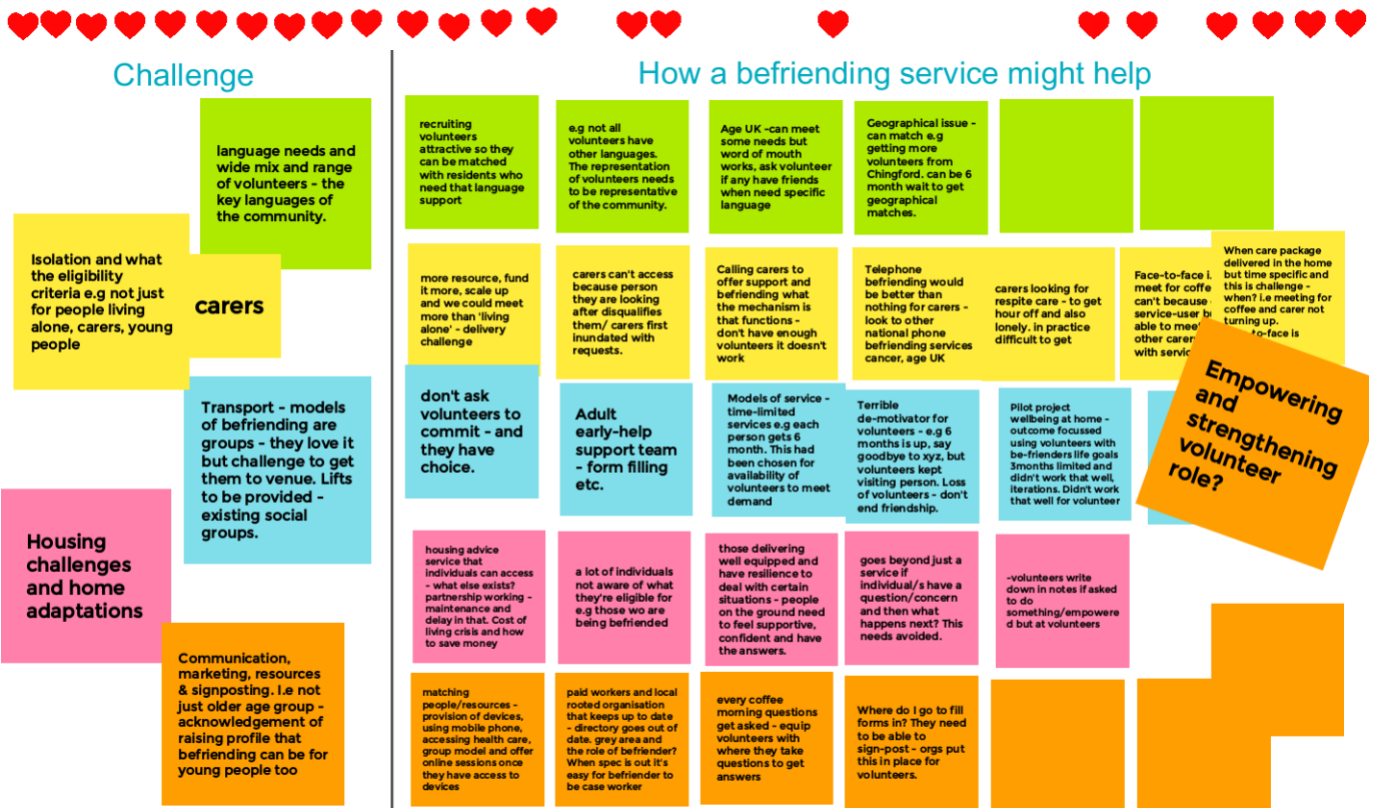 Challenge
How a befriending service might help
language needs and
wide mix and range
of volunteers - the
key languages of
the community.
Isolation and what
the eligibility
criteria e.g not just
for people living
alone, carers, young
people
carers
Transport - models
of befriending are
groups - they love it
but challenge to get
them to venue. Lifts
to be provided -
existing social
groups.
Housing
challenges
and home
adaptations
Communication,
marketing, resources
& signposting. I.e not
just older age group -
acknowledgement of
raising profile that
befriending can be for
young people too
recruiting
volunteers
attractive so they
can be matched
with residents who
need that language
support
e.g not all
volunteers have
other languages.
The representation
of volunteers needs
to be representative
of the community.
Age UK -can meet
some needs but
word of mouth
works, ask volunteer
if any have friends
when need specific
language
Geographical issue -
can match e.g
getting more
volunteers from
Chingford. can be 6
month wait to get
geographical
matches.
more resource, fund
it more, scale up
and we could meet
more than 'living
alone' - delivery
challenge
carers can't access
because person
they are looking
after disqualifies
them/ carers first
inundated with
requests.
Calling carers to
offer support and
befriending what
the mechanism is
that functions -
don't have enough
volunteers it doesn't
work
Telephone
befriending would
be better than
nothing for carers -
look to other
national phone
befriending services
cancer, age UK
carers looking for
respite care - to get
hour off and also
lonely. in practice
difficult to get
Face-to-face i.
meet for coffe
can't because
service-user b
able to mee
other carer
with servic
When care package
delivered in the home
but time specific and
this is challenge -
when? i.e meeting for
coffee and carer not
turning up.
to-face is
Empowering
and
strengthening
volunteer
role?
don't ask
volunteers to
commit - and
they have
choice.
Adult
early-help
support team
- form filling
etc.
Models of service -
time-limited
services e.g each
person gets 6
month. This had
been chosen for
availability of
volunteers to meet
demand
Terrible
de-motivator for
volunteers - e.g 6
months is up, say
goodbye to xyz, but
volunteers kept
visiting person. Loss
of volunteers - don't
end friendship.
Pilot project
wellbeing at home -
outcome focussed
using volunteers with
be-frienders life goals
3months limited and
didn't work that well,
iterations. Didn't work
that well for volunteer
housing advice
service that
individuals can access
- what else exists?
partnership working -
maintenance and
delay in that. Cost of
living crisis and how
to save money
a lot of individuals
not aware of what
they're eligible for
e.g those wo are
being befriended
those delivering
well equipped and
have resilience to
deal with certain
situations - people
on the ground need
to feel supportive,
confident and have
the answers.
goes beyond just a
service if
individual/s have a
question/concern
and then what
happens next? This
needs avoided.
-volunteers write
down in notes if asked
to do
something/empowere
d but at volunteers
matching
people/resources -
provision of devices,
using mobile phone,
accessing health care,
group model and offer
online sessions once
they have access to
devices
paid workers and local
rooted organisation
that keeps up to date
- directory goes out of
date. grey area and
the role of befriender?
When spec is out it's
easy for befriender to
be case worker
every coffee
morning questions
get asked - equip
volunteers with
where they take
questions to get
answers
Where do I go to fill
forms in? They need
to be able to
sign-post - orgs put
this in place for
volunteers.